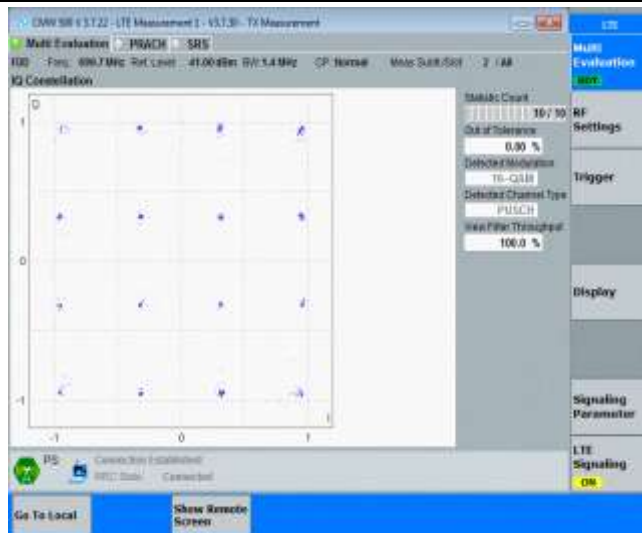 CMW 500 V 3.7.22 - LTE Measurement 1 - V3.7.30 - TX Measurement
Multi Evaluation PRACH SRS
FDD Freq.: 699.7 MHz Ref. Level: 41.00 dBm BW: 1.4 MHz CP: Normal Meas Subfr./Slot: 2 / All
IQ Constellation
Q
1
0
-1
-1 0 1
I
Statistic Count
10 / 10
Out of Tolerance
0.00 %
Detected Modulation
16-QAM
Detected Channel Type
PUSCH
View Filter Throughput
100.0 %
PS
Connection Established
RRC State Connected
Go To Local
Show Remote
Screen
LTE
Multi
Evaluation
RDY
RF
Settings
Trigger
Display
Signaling
Parameter
LTE
Signaling
ON